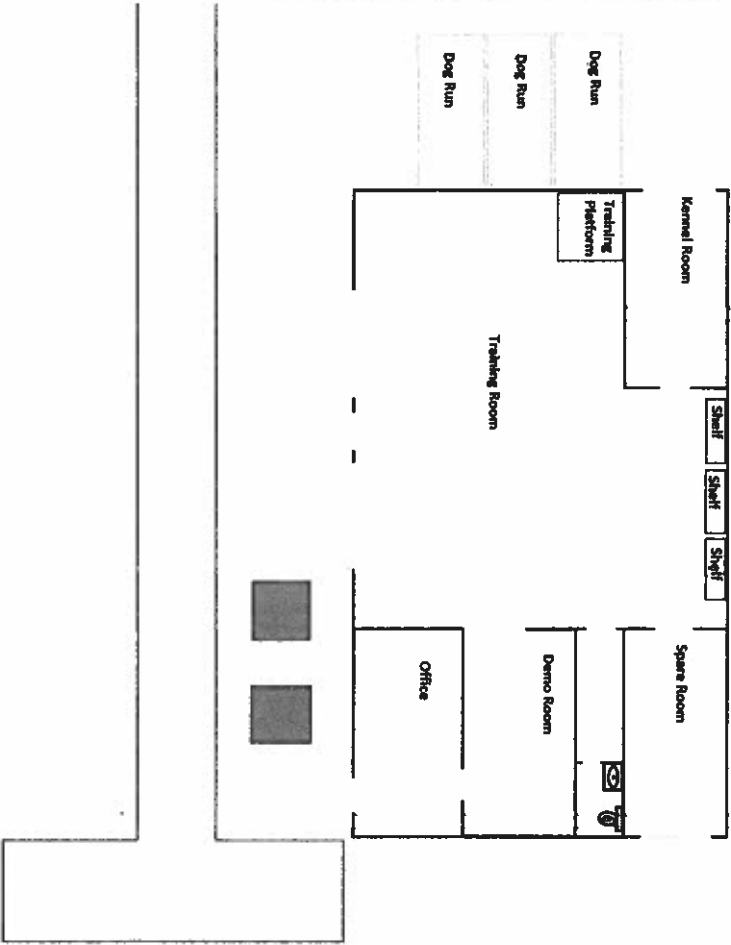 Dog Run
Dog Run
Dog Run
Kennel Room
Training
Platform
Training Room
Shelf
Shelf
Shelf
Spare Room
Demo Room
Office